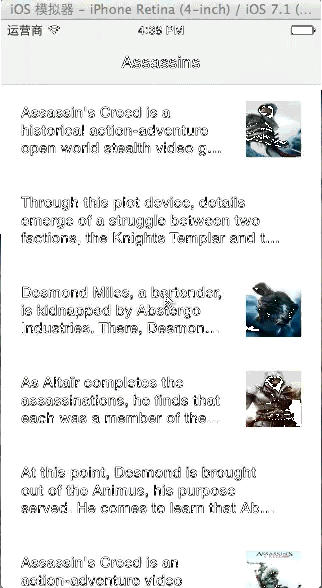 iOS 模拟器 – iPhone Retina (4-inch) / iOS 7.1 (...
运营商 4:35 PM
Assassins
Assassin's Creed is a
historical action-adventure
open world stealth video g....
Through this plot device, details
emerge of a struggle between two
factions, the Knights Templar and t....
Desmond Miles, a bartender,
is kidnapped by Abstergo
Industries. There, Desmon...
As Altaïr completes the
assassinations, he finds that
each was a member of the...
At this point, Desmond is brought
out of the Animus, his purpose
served. He comes to learn that Ab...
Assassin's Creed is an
action-adventure video